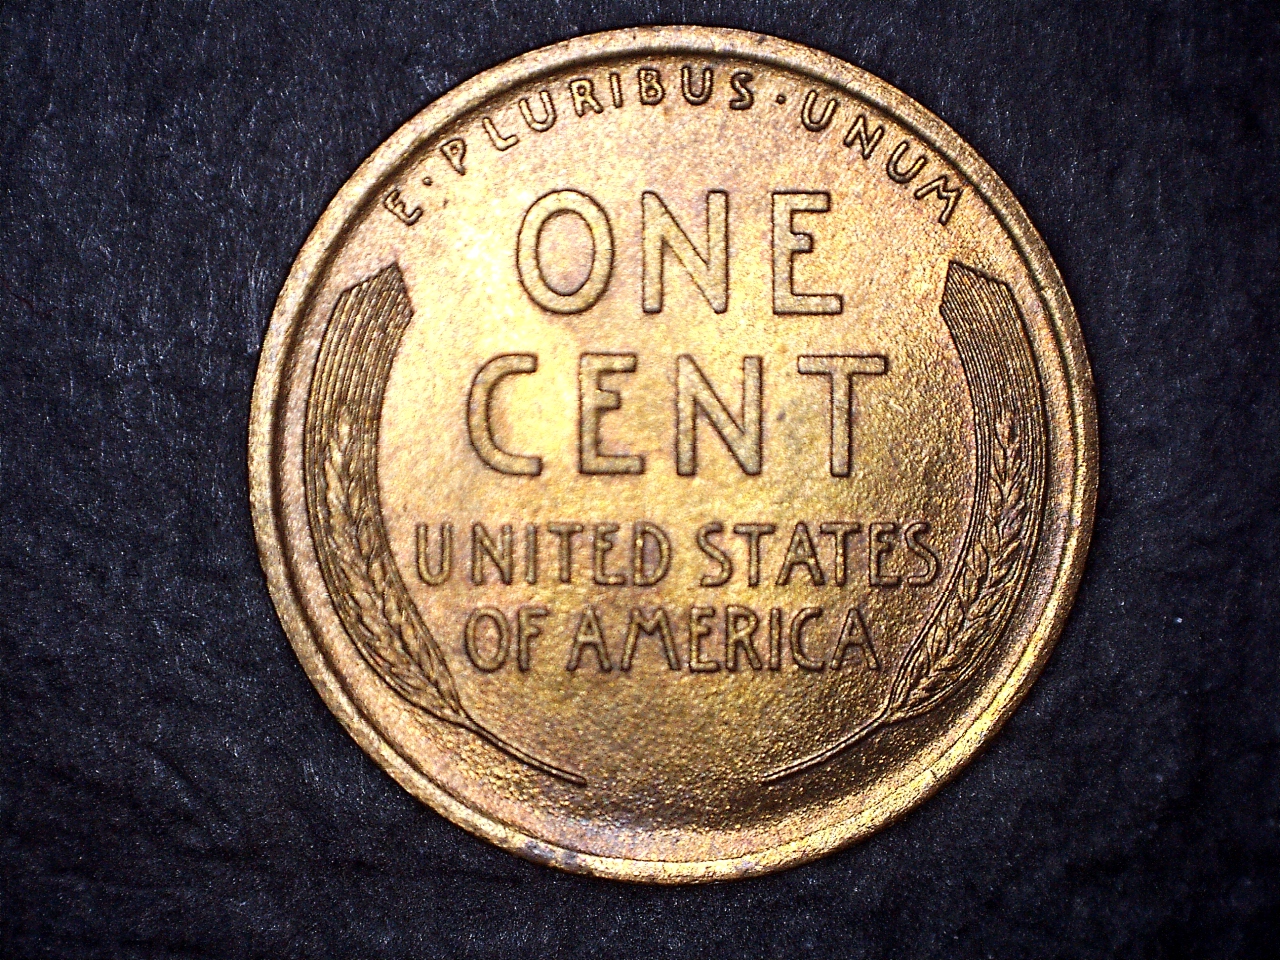 E·PLURIBUS·UNUM
ONE
CENT
UNITED STATES
OF AMERICA